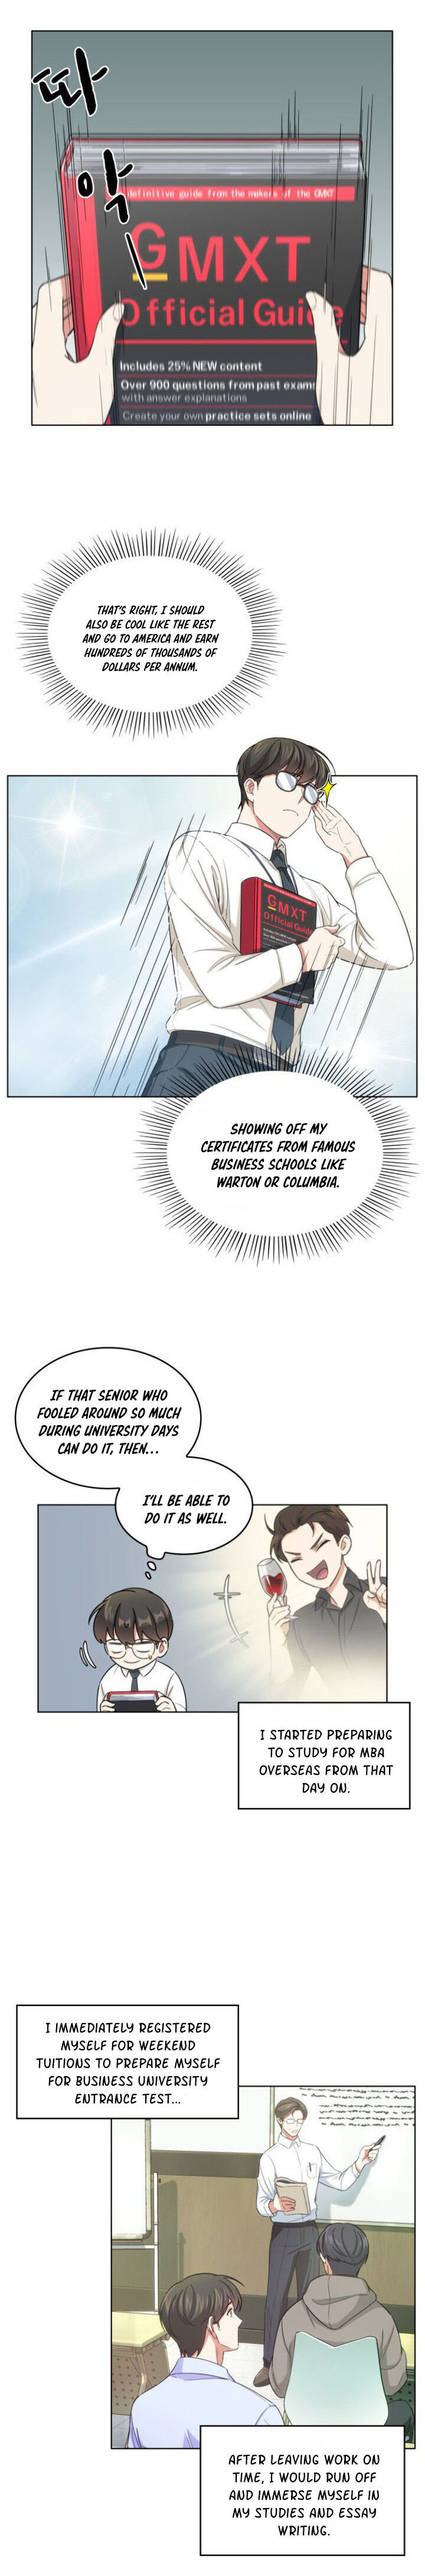 따
악
definitive guide from the makers of the GMXT
GMXT
Official Guide
Includes 25% NEW content
Over 900 questions from past exams
with answer explanations
Create your own practice sets online
THAT'S RIGHT, I SHOULD
ALSO BE COOL LIKE THE REST
AND GO TO AMERICA AND EARN
HUNDREDS OF THOUSANDS OF
DOLLARS PER ANNUM.
GMXT
Official Guide
SHOWING OFF MY
CERTIFICATES FROM FAMOUS
BUSINESS SCHOOLS LIKE
WARTON OR COLUMBIA.
IF THAT SENIOR WHO
FOOLED AROUND SO MUCH
DURING UNIVERSITY DAYS
CAN DO IT, THEN...
I'LL BE ABLE TO
DO IT AS WELL.
I STARTED PREPARING
TO STUDY FOR MBA
OVERSEAS FROM THAT
DAY ON.
I IMMEDIATELY REGISTERED
MYSELF FOR WEEKEND
TUITIONS TO PREPARE MYSELF
FOR BUSINESS UNIVERSITY
ENTRANCE TEST...
AFTER LEAVING WORK ON
TIME, I WOULD RUN OFF
AND IMMERSE MYSELF IN
MY STUDIES AND ESSAY
WRITING.